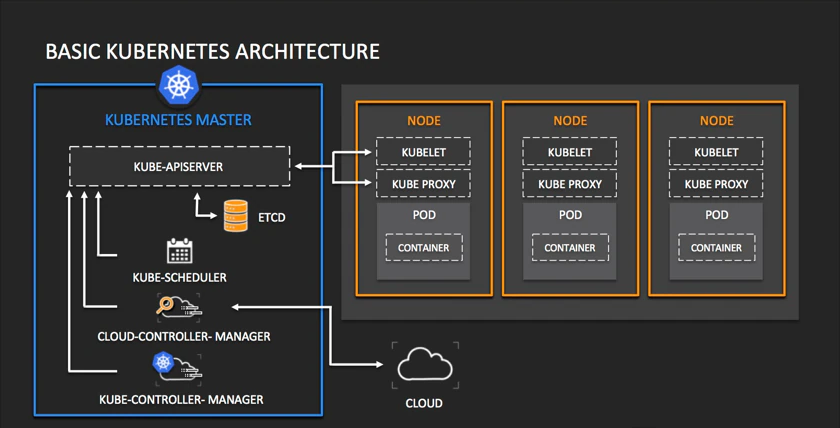 BASIC KUBERNETES ARCHITECTURE
KUBERNETES MASTER
KUBE-APISERVER
ETCD
KUBE-SCHEDULER
CLOUD-CONTROLLER- MANAGER
KUBE-CONTROLLER- MANAGER
NODE
KUBELET
KUBE PROXY
POD
CONTAINER
NODE
KUBELET
KUBE PROXY
POD
CONTAINER
NODE
KUBELET
KUBE PROXY
POD
CONTAINER
CLOUD